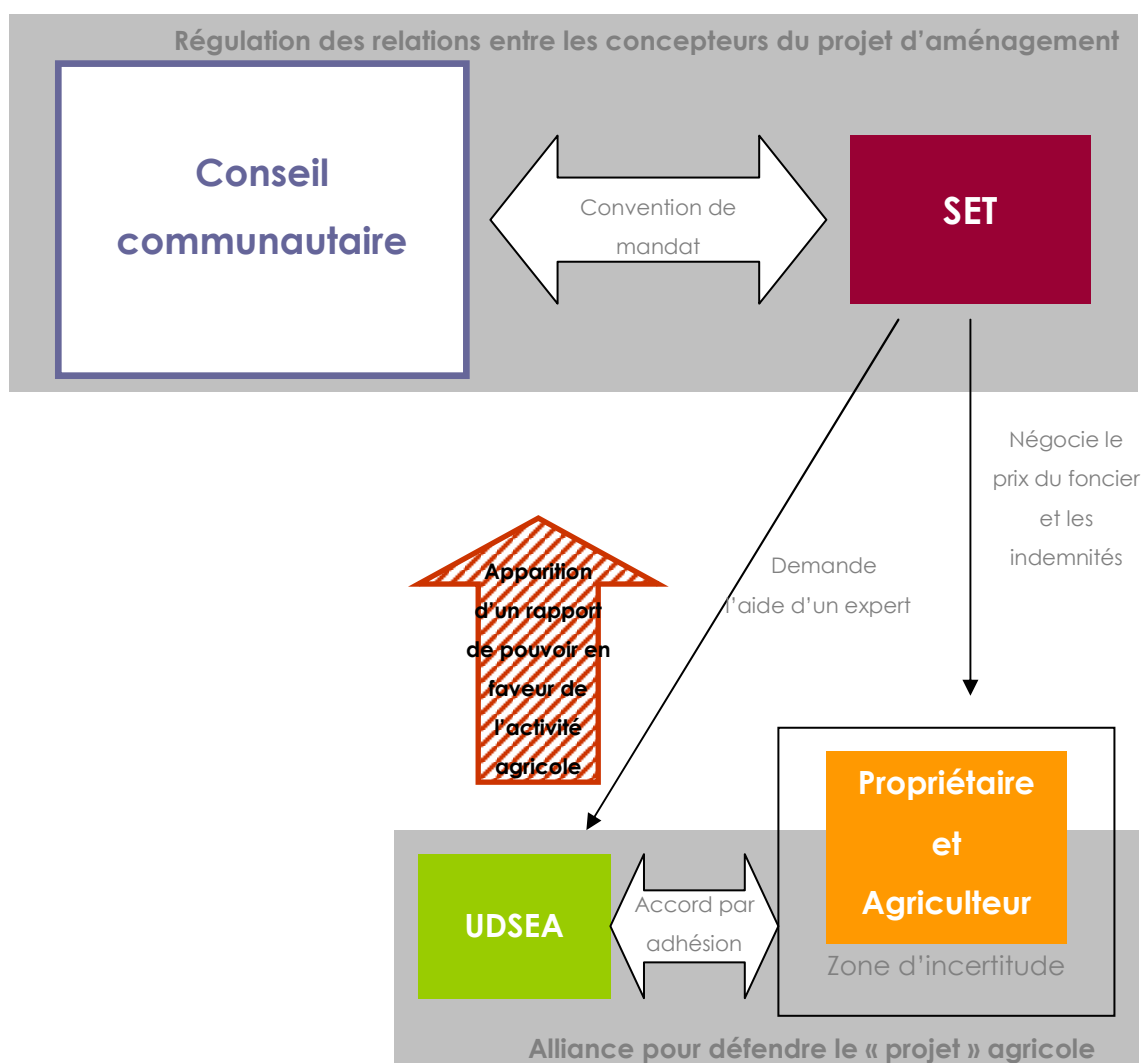 Régulation des relations entre les concepteurs du projet d'aménagement
Conseil
communautaire
Convention de
mandat
SET
Négocie le
prix du foncier
et les
indemnités
Demande
l'aide d'un expert
Apparition
d'un rapport
de pouvoir en
faveur de
l'activité
agricole
Propriétaire
et
Agriculteur
Zone d'incertitude
UDSEA
Accord par
adhésion
Alliance pour défendre le « projet » agricole